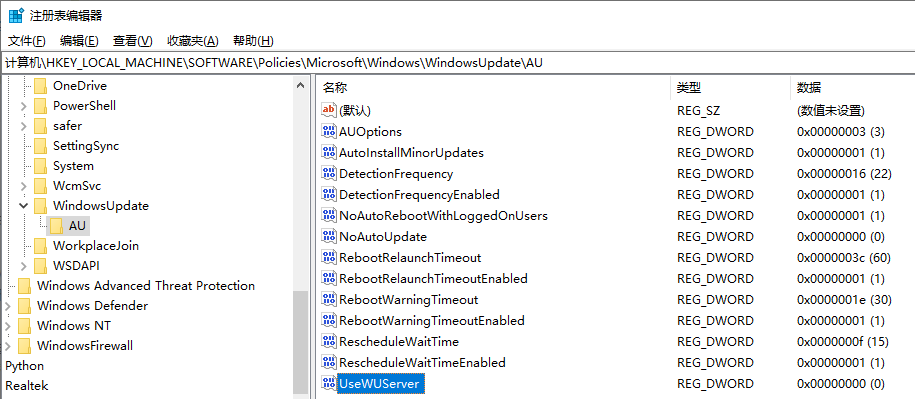 注册表编辑器
文件(F) 编辑(E) 查看(V) 收藏夹(A) 帮助(H)
计算机\HKEY_LOCAL_MACHINE\SOFTWARE\Policies\Microsoft\Windows\WindowsUpdate\AU
OneDrive
PowerShell
safer
SettingSync
System
WcmSvc
WindowsUpdate
AU
WorkplaceJoin
WSDAPI
Windows Advanced Threat Protection
Windows Defender
Windows NT
WindowsFirewall
Python
Realtek
名称 类型 数据
ab (默认) REG_SZ (数值未设置)
AUOptions REG_DWORD 0x00000003 (3)
AutoInstallMinorUpdates REG_DWORD 0x00000001 (1)
DetectionFrequency REG_DWORD 0x00000016 (22)
DetectionFrequencyEnabled REG_DWORD 0x00000001 (1)
NoAutoRebootWithLoggedOnUsers REG_DWORD 0x00000001 (1)
NoAutoUpdate REG_DWORD 0x00000000 (0)
RebootRelaunchTimeout REG_DWORD 0x0000003c (60)
RebootRelaunchTimeoutEnabled REG_DWORD 0x00000001 (1)
RebootWarningTimeout REG_DWORD 0x0000001e (30)
RebootWarningTimeoutEnabled REG_DWORD 0x00000001 (1)
RescheduleWaitTime REG_DWORD 0x0000000f (15)
RescheduleWaitTimeEnabled REG_DWORD 0x00000001 (1)
UseWUServer REG_DWORD 0x00000000 (0)